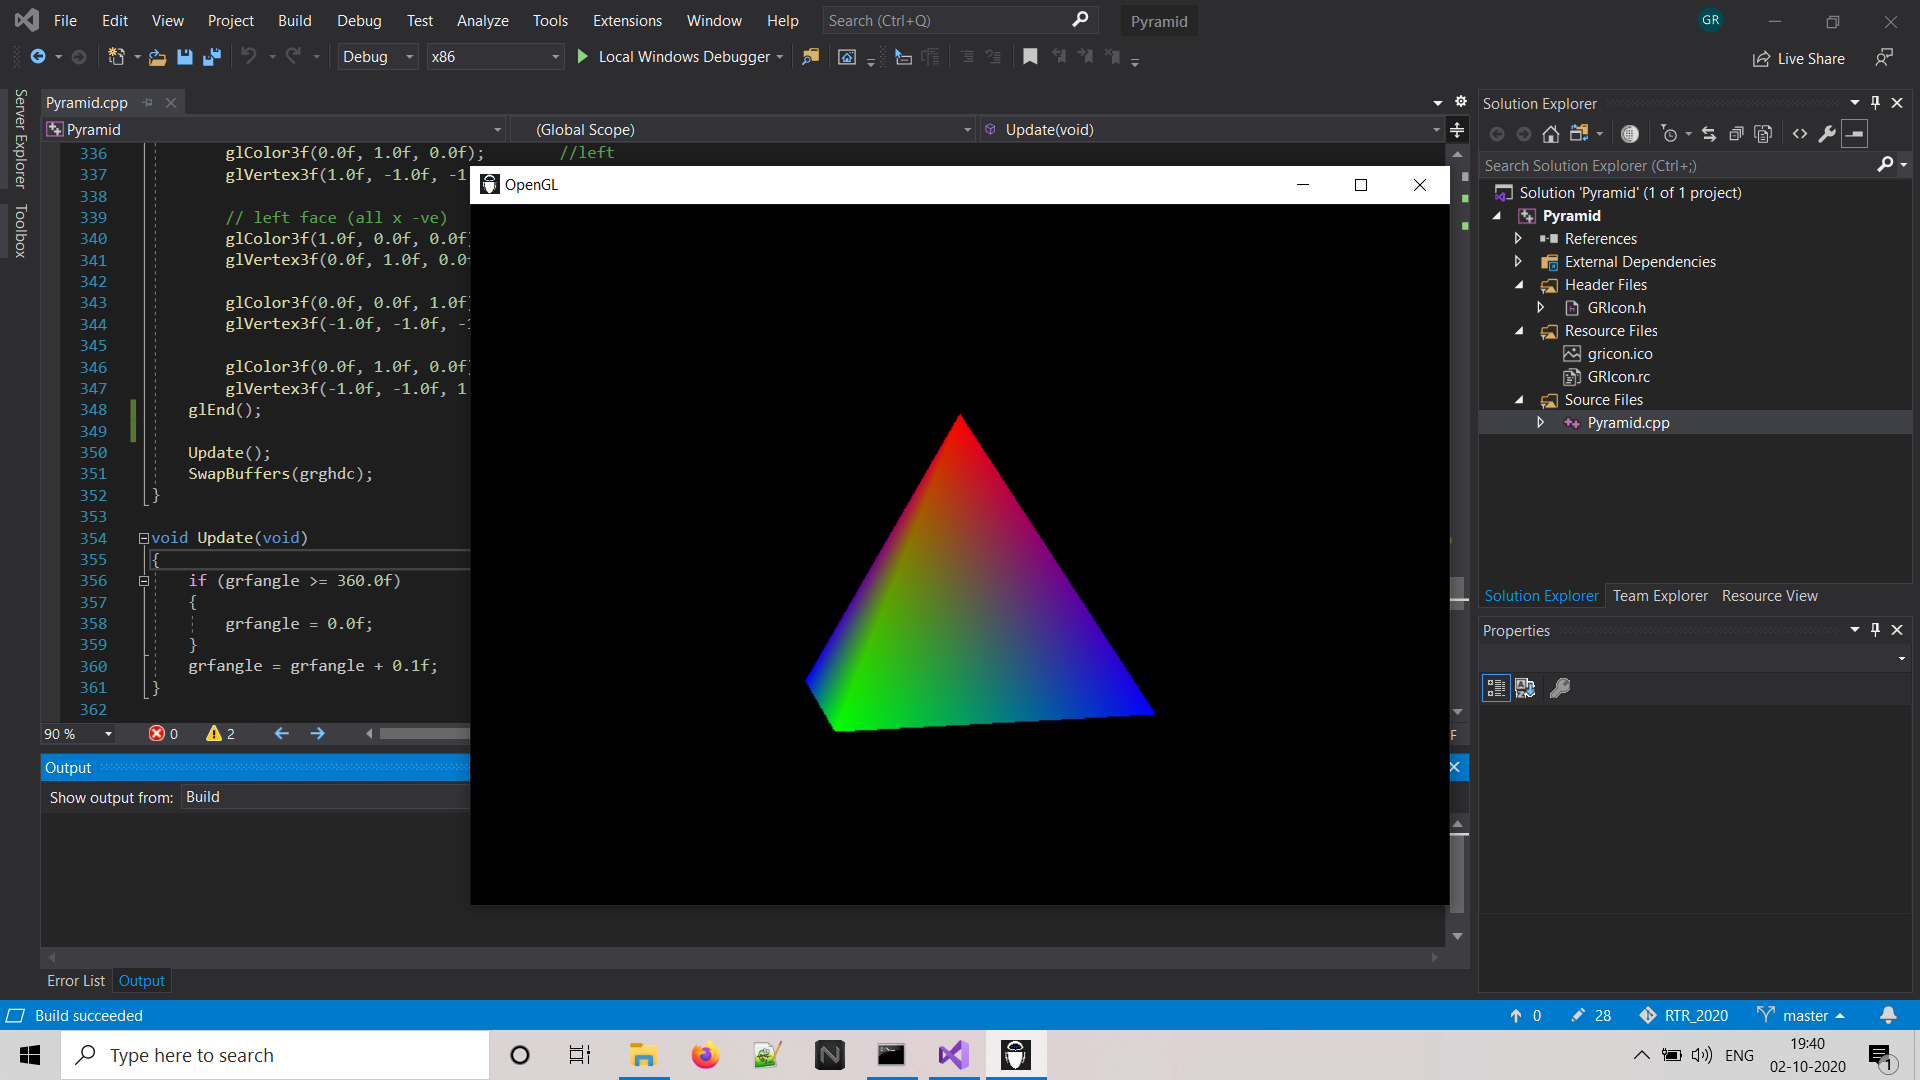 File Edit View Project Build Debug Test Analyze Tools Extensions Window Help Search (Ctrl+Q) Pyramid GR
Debug x86 Local Windows Debugger Live Share
Server Explorer
Toolbox
Pyramid.cpp
Pyramid (Global Scope) Update(void)
336 glColor3f(0.0f, 1.0f, 0.0f); //left
337 glVertex3f(1.0f, -1.0f, -1
338
339 // left face (all x -ve)
340 glColor3f(1.0f, 0.0f, 0.0f
341 glVertex3f(0.0f, 1.0f, 0.0f
342
343 glColor3f(0.0f, 0.0f, 1.0f
344 glVertex3f(-1.0f, -1.0f, -1
345
346 glColor3f(0.0f, 1.0f, 0.0f
347 glVertex3f(-1.0f, -1.0f, 1
348 glEnd();
349
350 Update();
351 SwapBuffers(grghdc);
352 }
353
354 void Update(void)
355 {
356 if (grfangle >= 360.0f)
357 {
358 grfangle = 0.0f;
359 }
360 grfangle = grfangle + 0.1f;
361 }
362
90 % 0 2
OpenGL
Output
Show output from: Build
Error List Output
Solution Explorer
Search Solution Explorer (Ctrl+;)
Solution 'Pyramid' (1 of 1 project)
Pyramid
References
External Dependencies
Header Files
GRIcon.h
Resource Files
gricon.ico
GRIcon.rc
Source Files
Pyramid.cpp
Solution Explorer Team Explorer Resource View
Properties
Build succeeded 0 28 RTR_2020 master
Type here to search ENG 19:40
02-10-2020 1